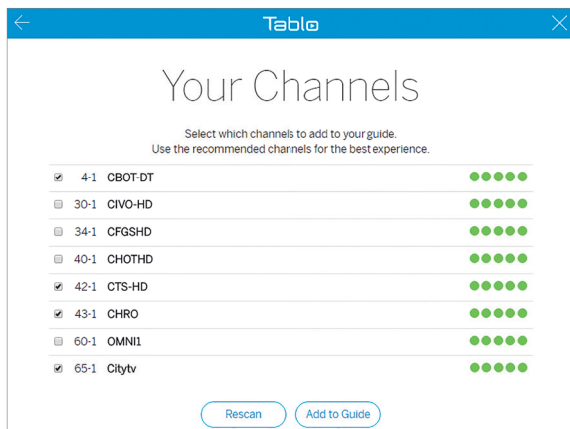 Tablo
Your Channels
Select which channels to add to your guide.
Use the recommended channels for the best experience.
4-1 CBOT-DT
30-1 CIVO-HD
34-1 CFGSHD
40-1 CHOTHD
42-1 CTS-HD
43-1 CHRO
60-1 OMNI1
65-1 Citytv
Rescan Add to Guide